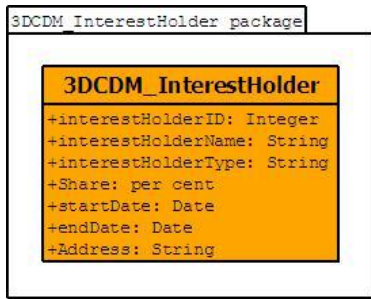 3DCDM_InterestHolder package
3DCDM_InterestHolder
+interestHolderID: Integer
+interestHolderName: String
+interestHolderType: String
+Share: per cent
+startDate: Date
+endDate: Date
+Address: String